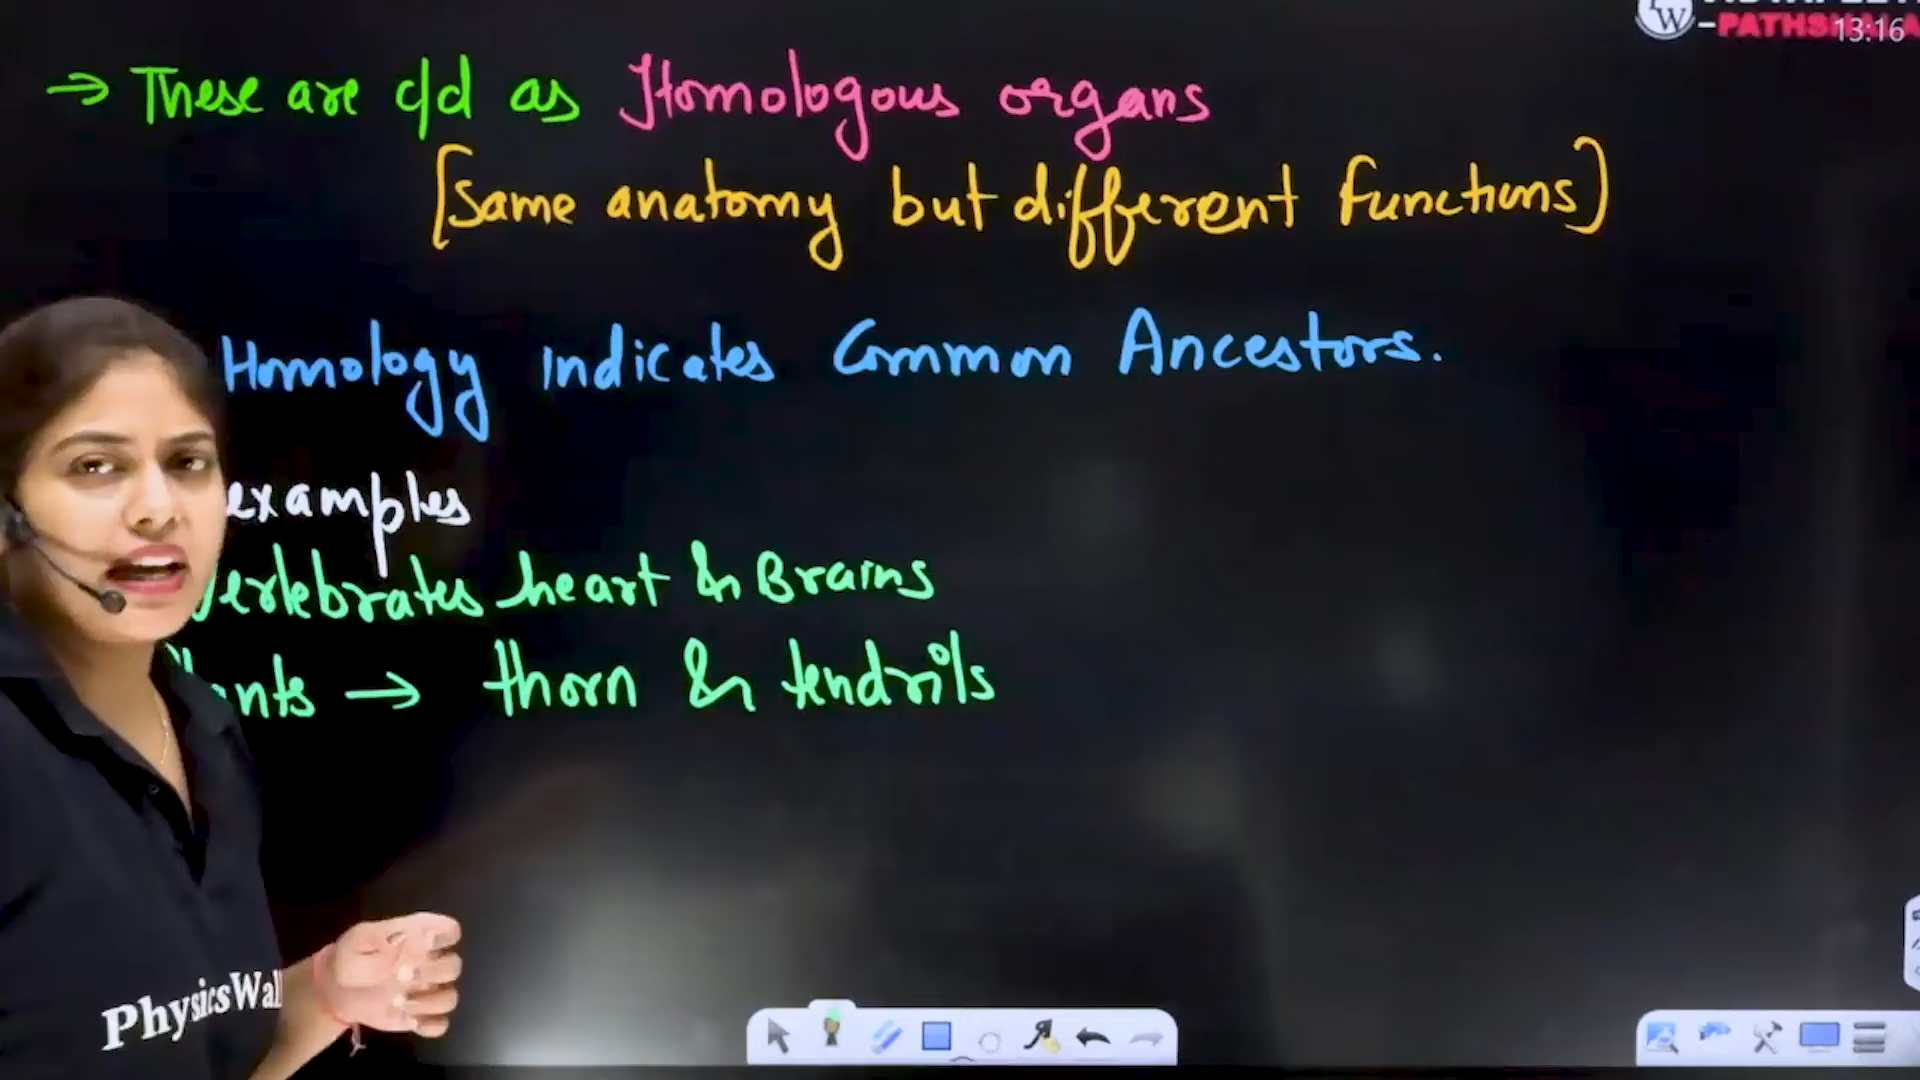 -PATHSHALA
13:16
→ These are c/d as Homologous organs
[same anatomy but different functions]
Homology indicates Common Ancestors.
examples
vertebrates heart & Brains
→ thorn & tendrils
PhysicsWal